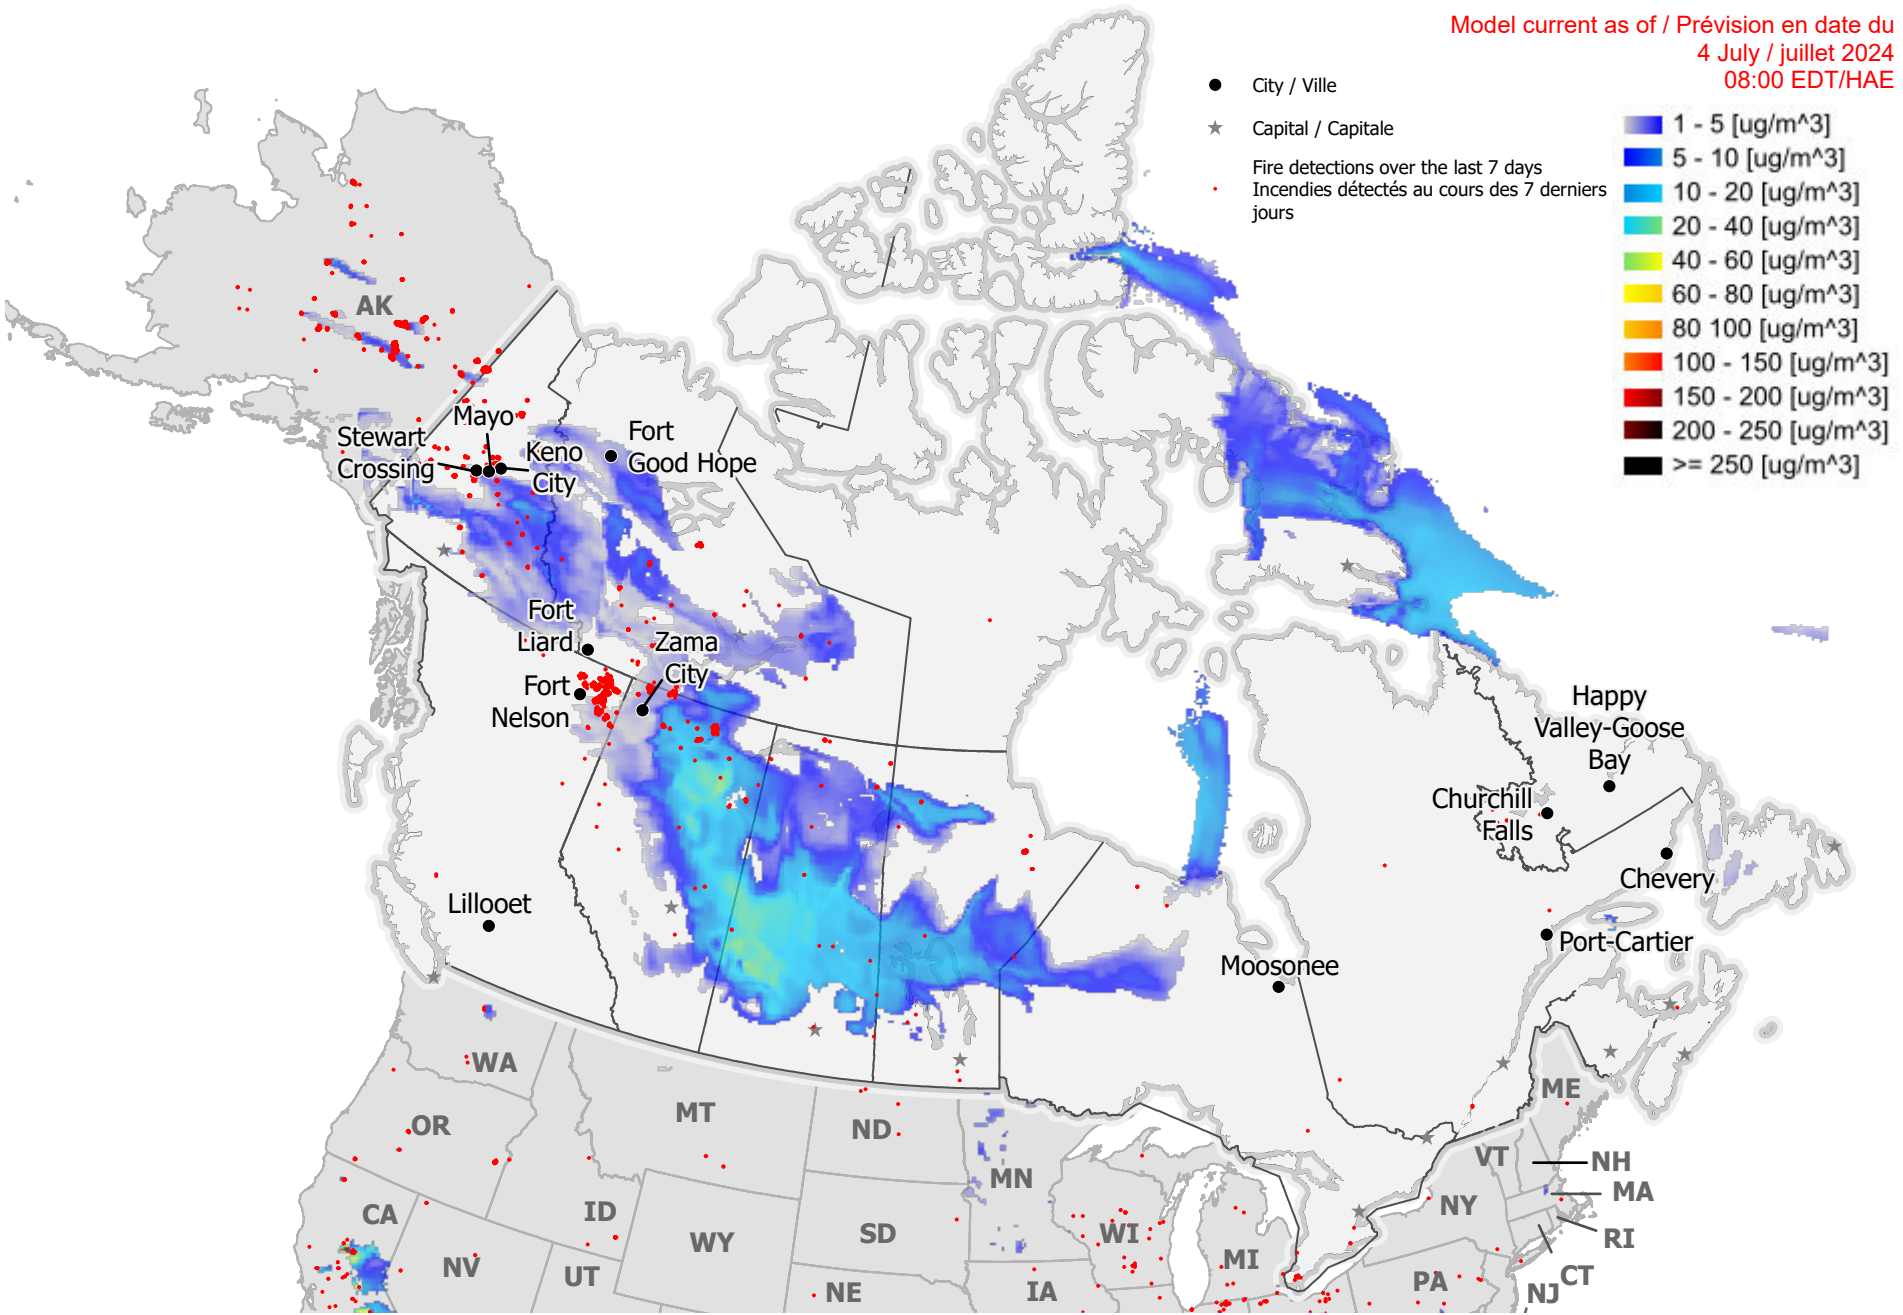 Model current as of / Prévision en date du
4 July / juillet 2024
08:00 EDT/HAE
City / Ville
Capital / Capitale
Fire detections over the last 7 days
Incendies détectés au cours des 7 derniers
jours
1 - 5 [ug/m^3]
5 - 10 [ug/m^3]
10 - 20 [ug/m^3]
20 - 40 [ug/m^3]
40 - 60 [ug/m^3]
60 - 80 [ug/m^3]
80 100 [ug/m^3]
100 - 150 [ug/m^3]
150 - 200 [ug/m^3]
200 - 250 [ug/m^3]
>= 250 [ug/m^3]
AK
Mayo
Stewart
Crossing
Keno
City
Fort
Good Hope
Fort
Liard
Zama
City
Fort
Nelson
Happy
Valley-Goose
Bay
Churchill
Falls
Chevery
Lillooet
Port-Cartier
Moosonee
WA
OR
MT
ND
MN
ME
VT
NH
MA
CA
ID
WY
SD
WI
NY
RI
NV
UT
NE
IA
MI
PA
NJ
CT